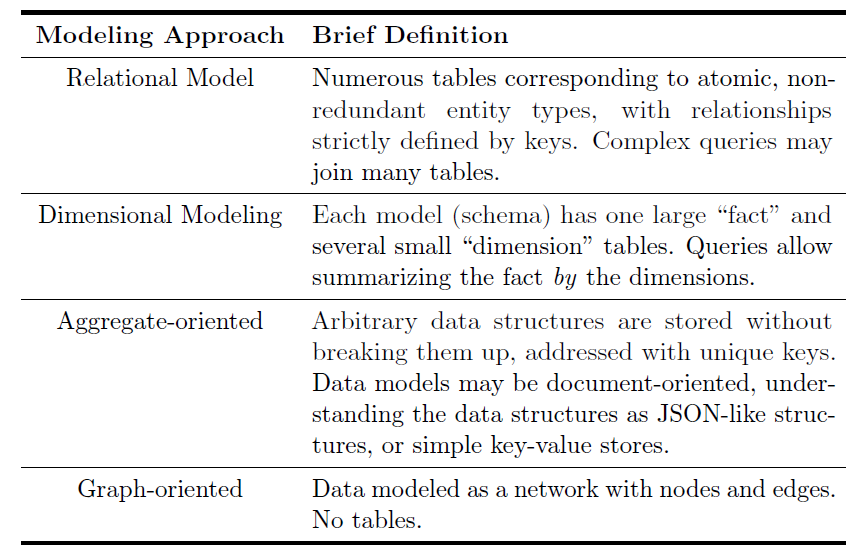 Modeling Approach Brief Definition
Relational Model Numerous tables corresponding to atomic, non-
redundant entity types, with relationships
strictly defined by keys. Complex queries may
join many tables.
Dimensional Modeling Each model (schema) has one large “fact” and
several small “dimension” tables. Queries allow
summarizing the fact by the dimensions.
Aggregate-oriented Arbitrary data structures are stored without
breaking them up, addressed with unique keys.
Data models may be document-oriented, under-
standing the data structures as JSON-like struc-
tures, or simple key-value stores.
Graph-oriented Data modeled as a network with nodes and edges.
No tables.